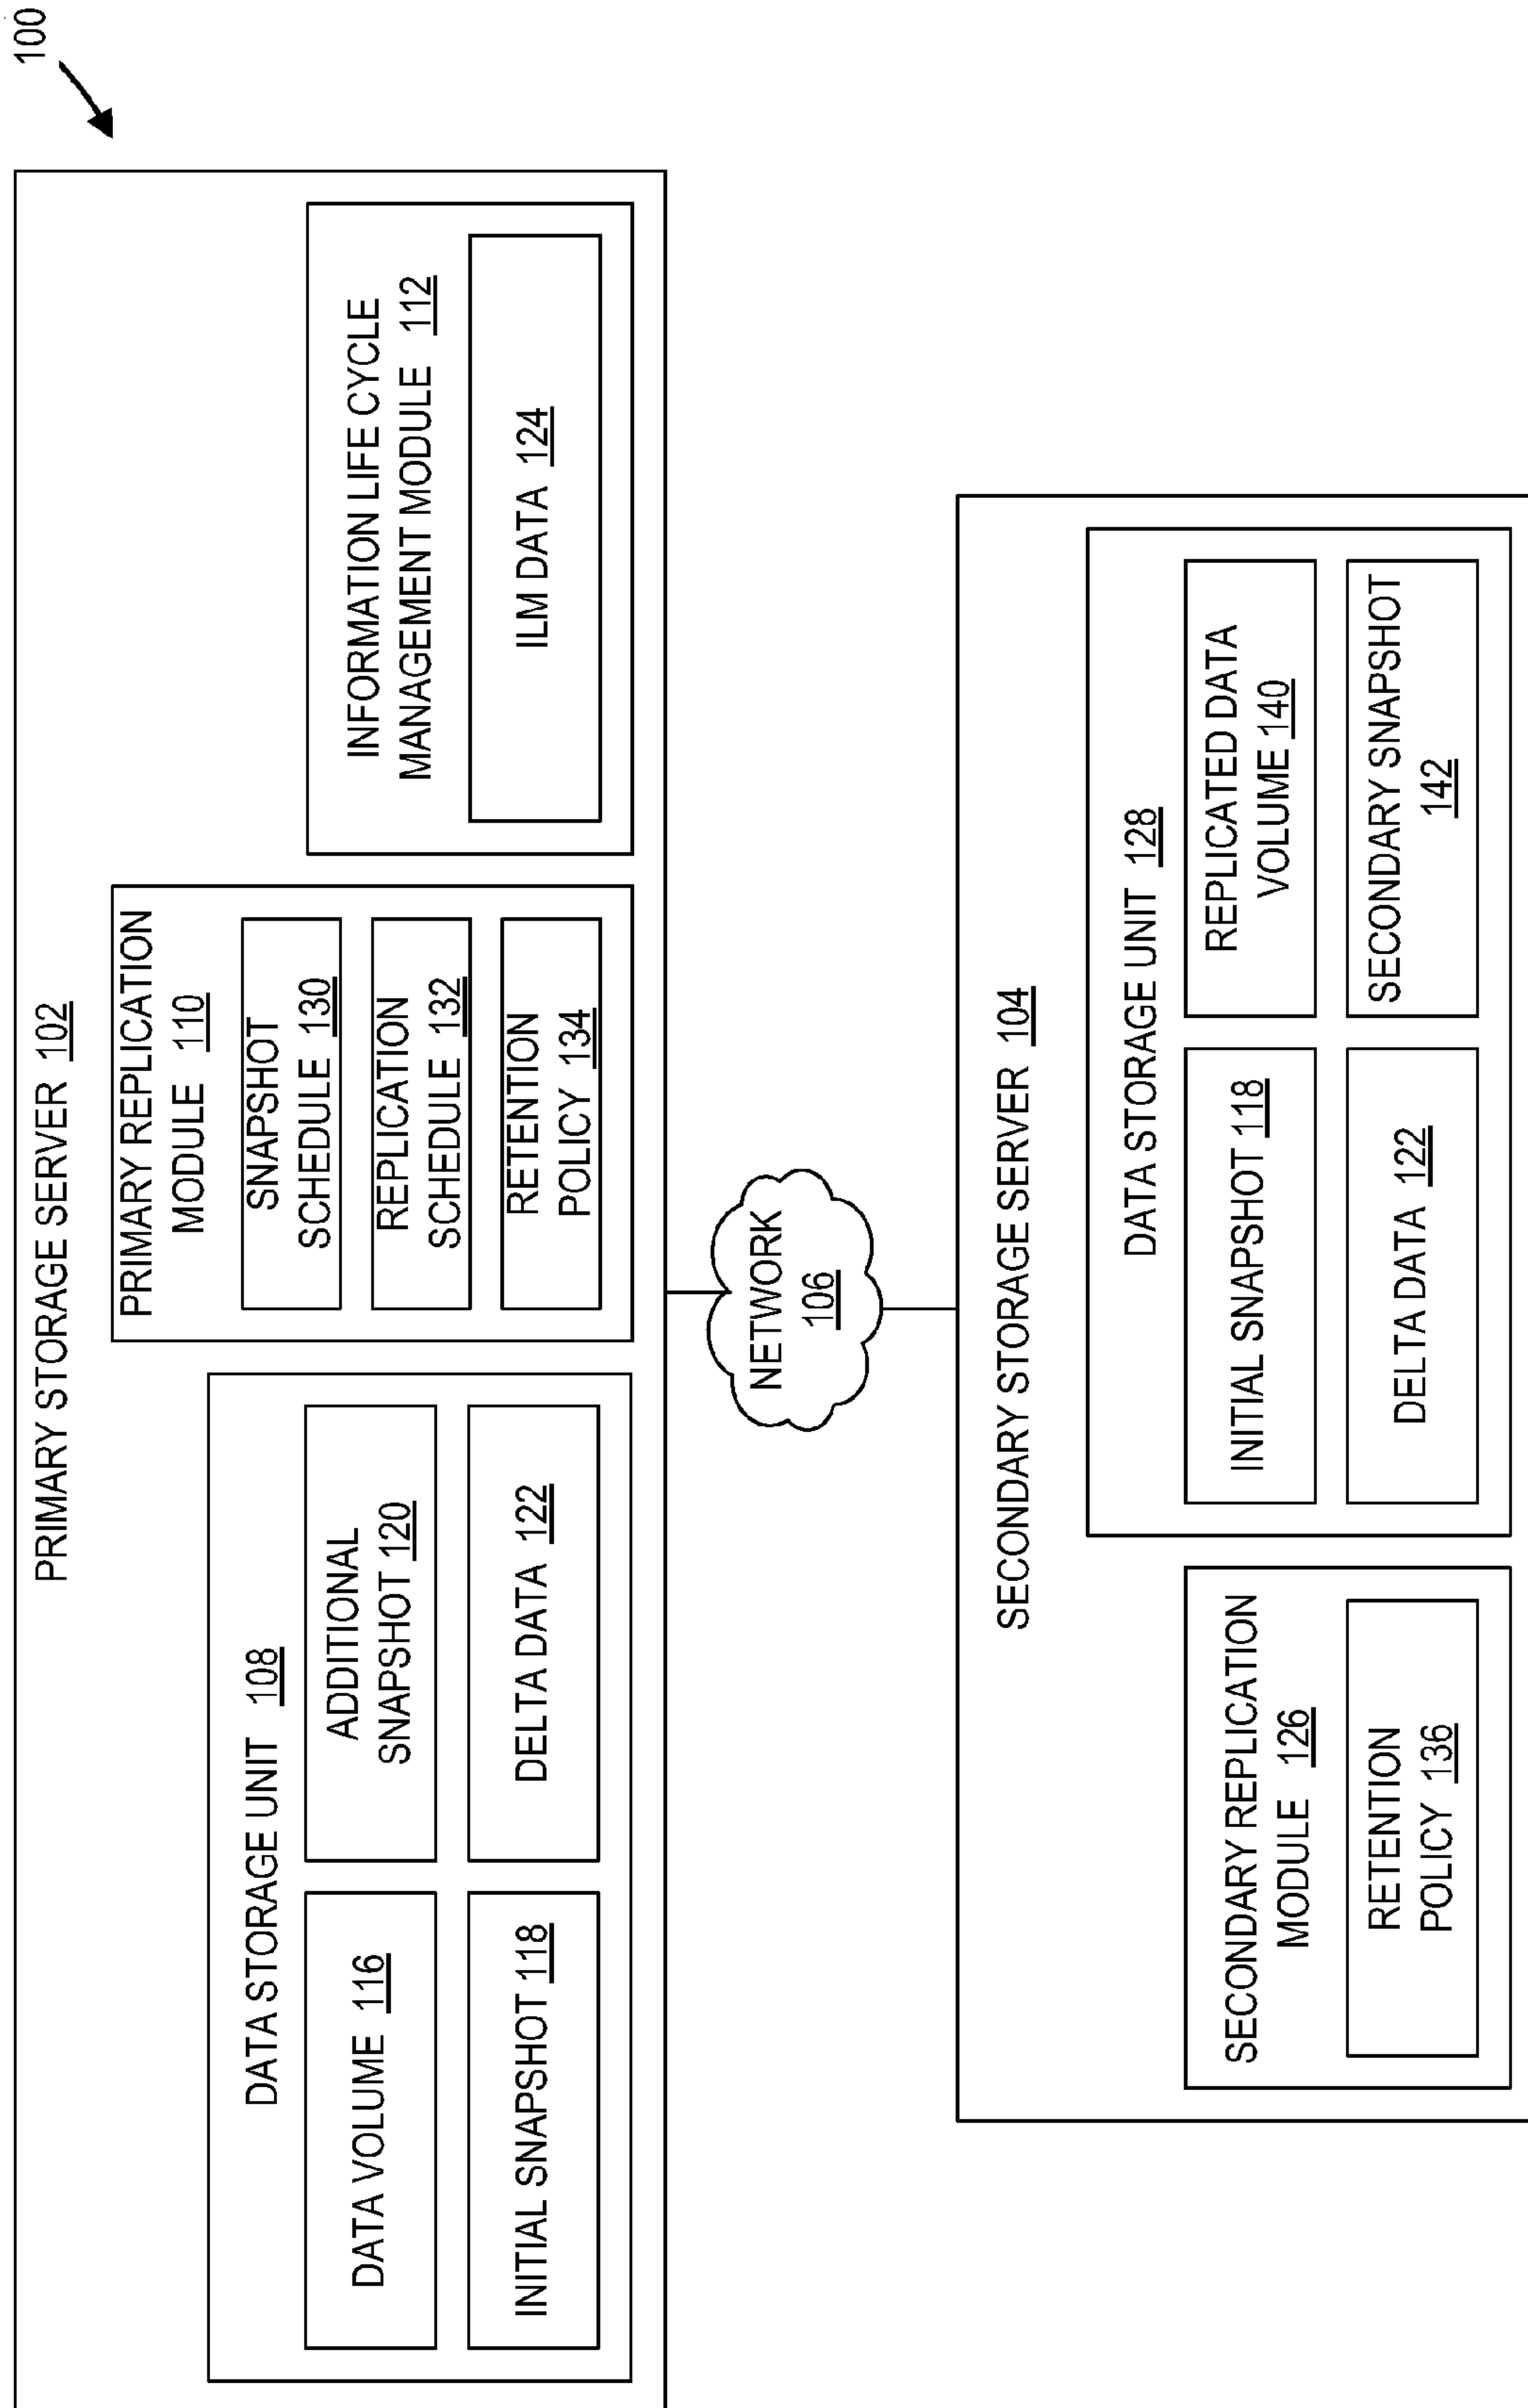 100
PRIMARY STORAGE SERVER 102
DATA STORAGE UNIT 108
DATA VOLUME 116
ADDITIONAL
SNAPSHOT 120
INITIAL SNAPSHOT 118
DELTA DATA 122
PRIMARY REPLICATION
MODULE 110
SNAPSHOT
SCHEDULE 130
REPLICATION
SCHEDULE 132
RETENTION
POLICY 134
INFORMATION LIFE CYCLE
MANAGEMENT MODULE 112
ILM DATA 124
NETWORK
106
SECONDARY STORAGE SERVER 104
SECONDARY REPLICATION
MODULE 126
RETENTION
POLICY 136
DATA STORAGE UNIT 128
INITIAL SNAPSHOT 118
REPLICATED DATA
VOLUME 140
DELTA DATA 122
SECONDARY SNAPSHOT
142